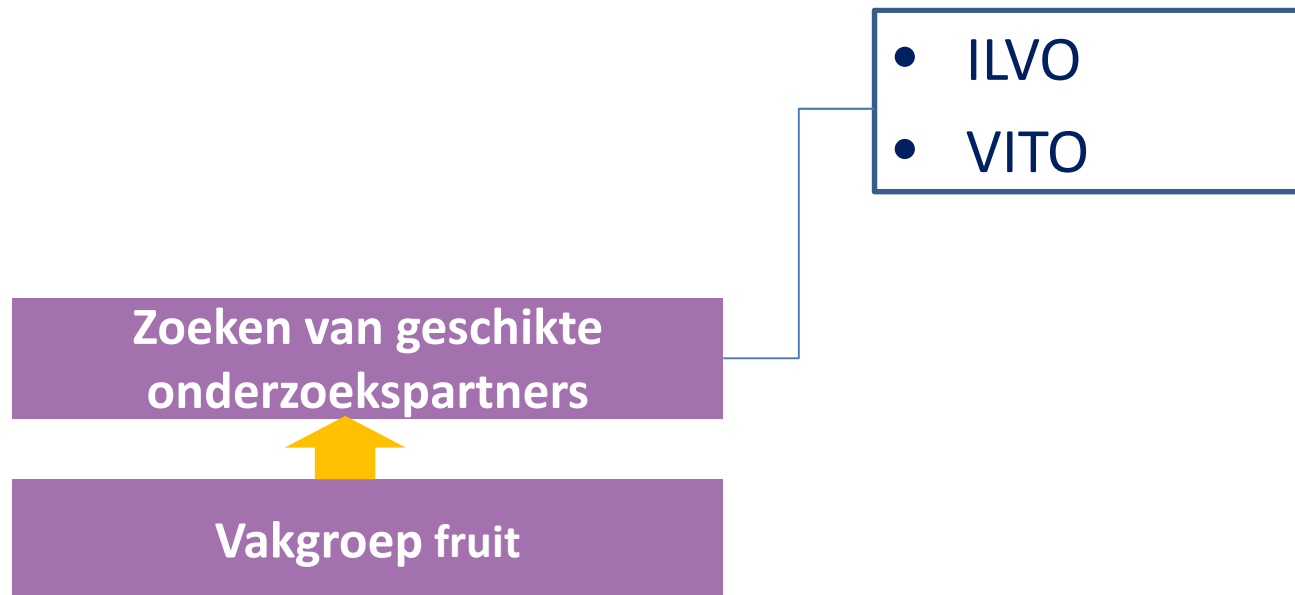 • ILVO
• VITO
Zoeken van geschikte
onderzoekspartners
Vakgroep fruit